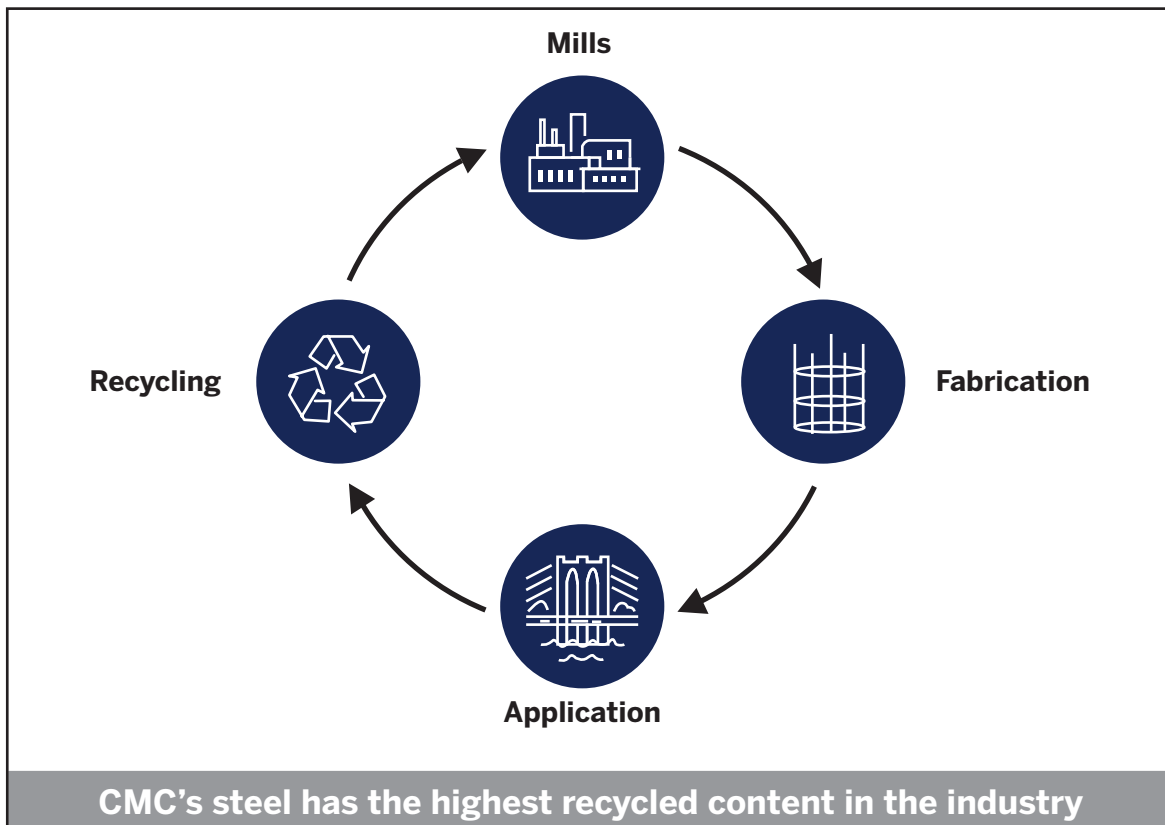 Mills
Recycling
Fabrication
Application
CMC’s steel has the highest recycled content in the industry